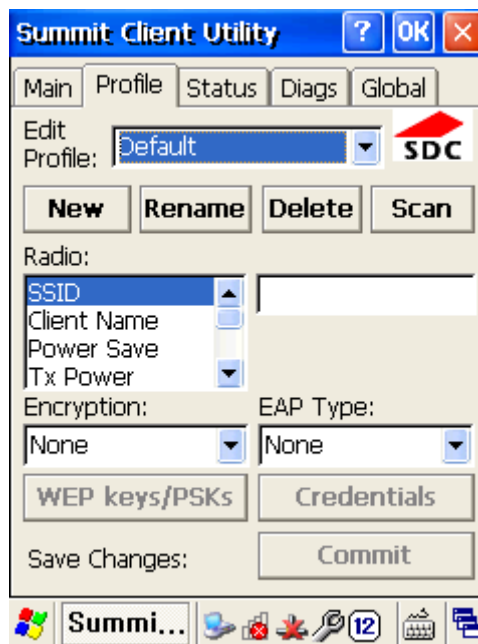 Summit Client Utility ? OK ×
Main Profile Status Diags Global
Edit
Profile: Default SDC
New Rename Delete Scan
Radio:
SSID
Client Name
Power Save
Tx Power
Encryption: EAP Type:
None None
WEP keys/PSKs Credentials
Save Changes: Commit
Summi... 12